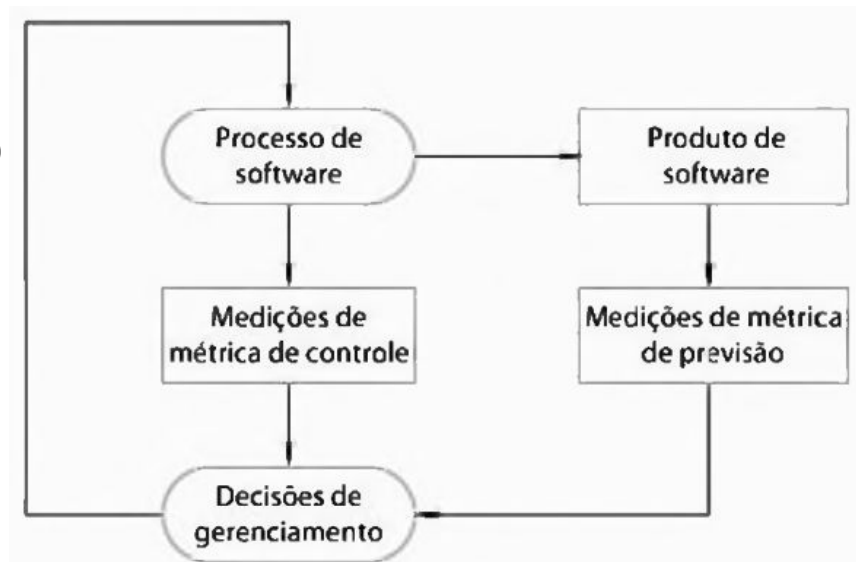 Processo de
software
Produto de
software
Medições de
métrica de controle
Medições de métrica
de previsão
Decisões de
gerenciamento